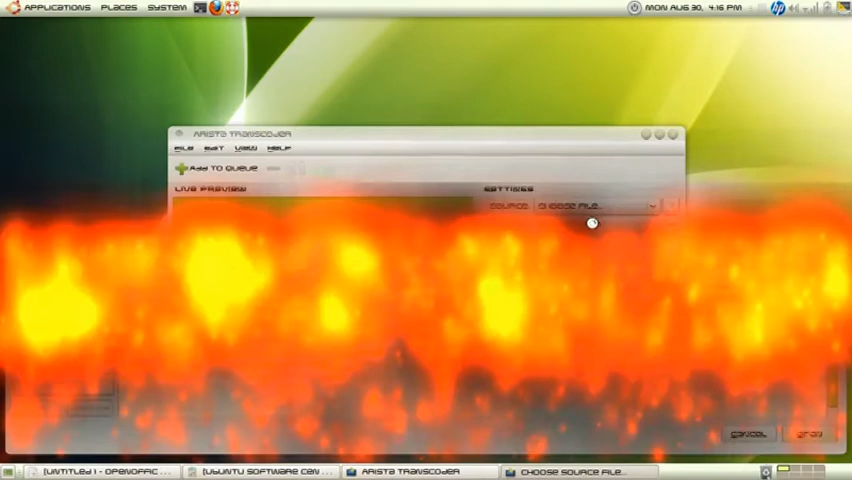 APPLICATIONS PLACES SYSTEM
hp MON AUG 30, 4:16 PM
ARISTA TRANSCODER
FILE EDIT VIEW HELP
ADD TO QUEUE
LIVE PREVIEW
SETTINGS
SOURCE: CHOOSE FILE...
CANCEL
[UNTITLED 1 - OPENOFFIC...
[UBUNTU SOFTWARE CEN...
ARISTA TRANSCODER
CHOOSE SOURCE FILE...